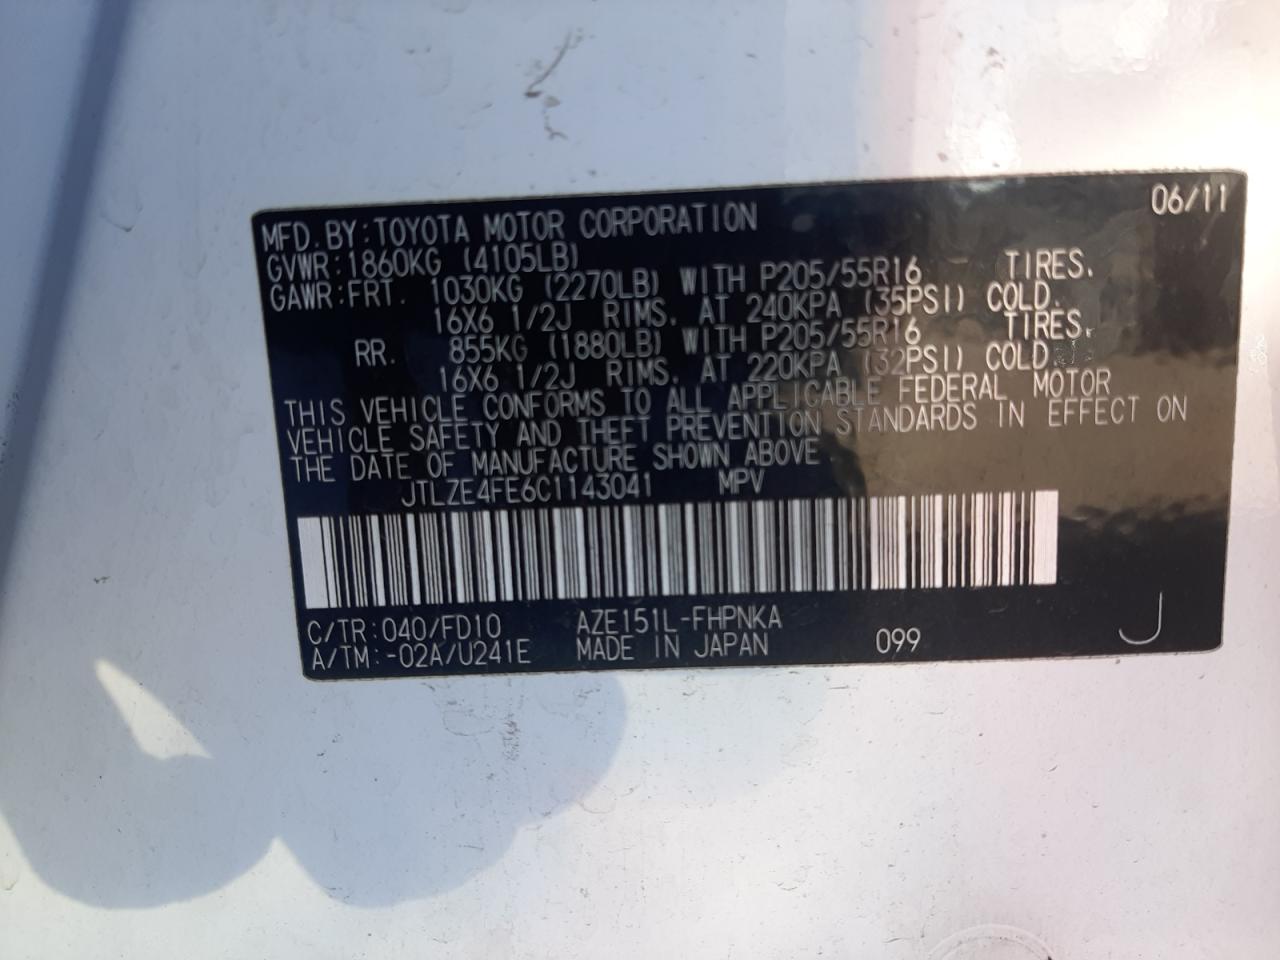 06/11
MFD. BY: TOYOTA MOTOR CORPORATION
GVWR: 1860KG (4105LB)
GAWR: FRT. 1030KG (2270LB) WITH P205/55R16 TIRES.
16X6 1/2J RIMS. AT 240KPA (35PSI) COLD.
RR. 855KG (1880LB) WITH P205/55R16 TIRES.
16X6 1/2J RIMS. AT 220KPA (32PSI) COLD.
THIS VEHICLE CONFORMS TO ALL APPLICABLE FEDERAL MOTOR
VEHICLE SAFETY AND THEFT PREVENTION STANDARDS IN EFFECT ON
THE DATE OF MANUFACTURE SHOWN ABOVE
JTLZE4FE6C1143041 MPV
C/TR: 040/FD10 AZE151L-FHPNKA
A/TM: -02A/U241E MADE IN JAPAN 099 J